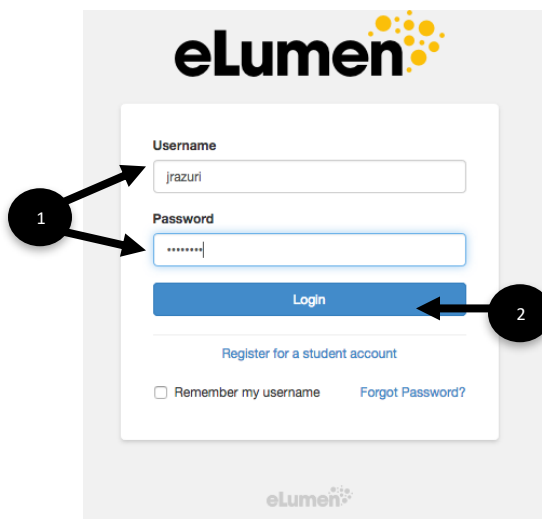 eLumen
Username
jrazuri
1
Password
••••••••
Login
2
Register for a student account
Remember my username Forgot Password?
eLumen